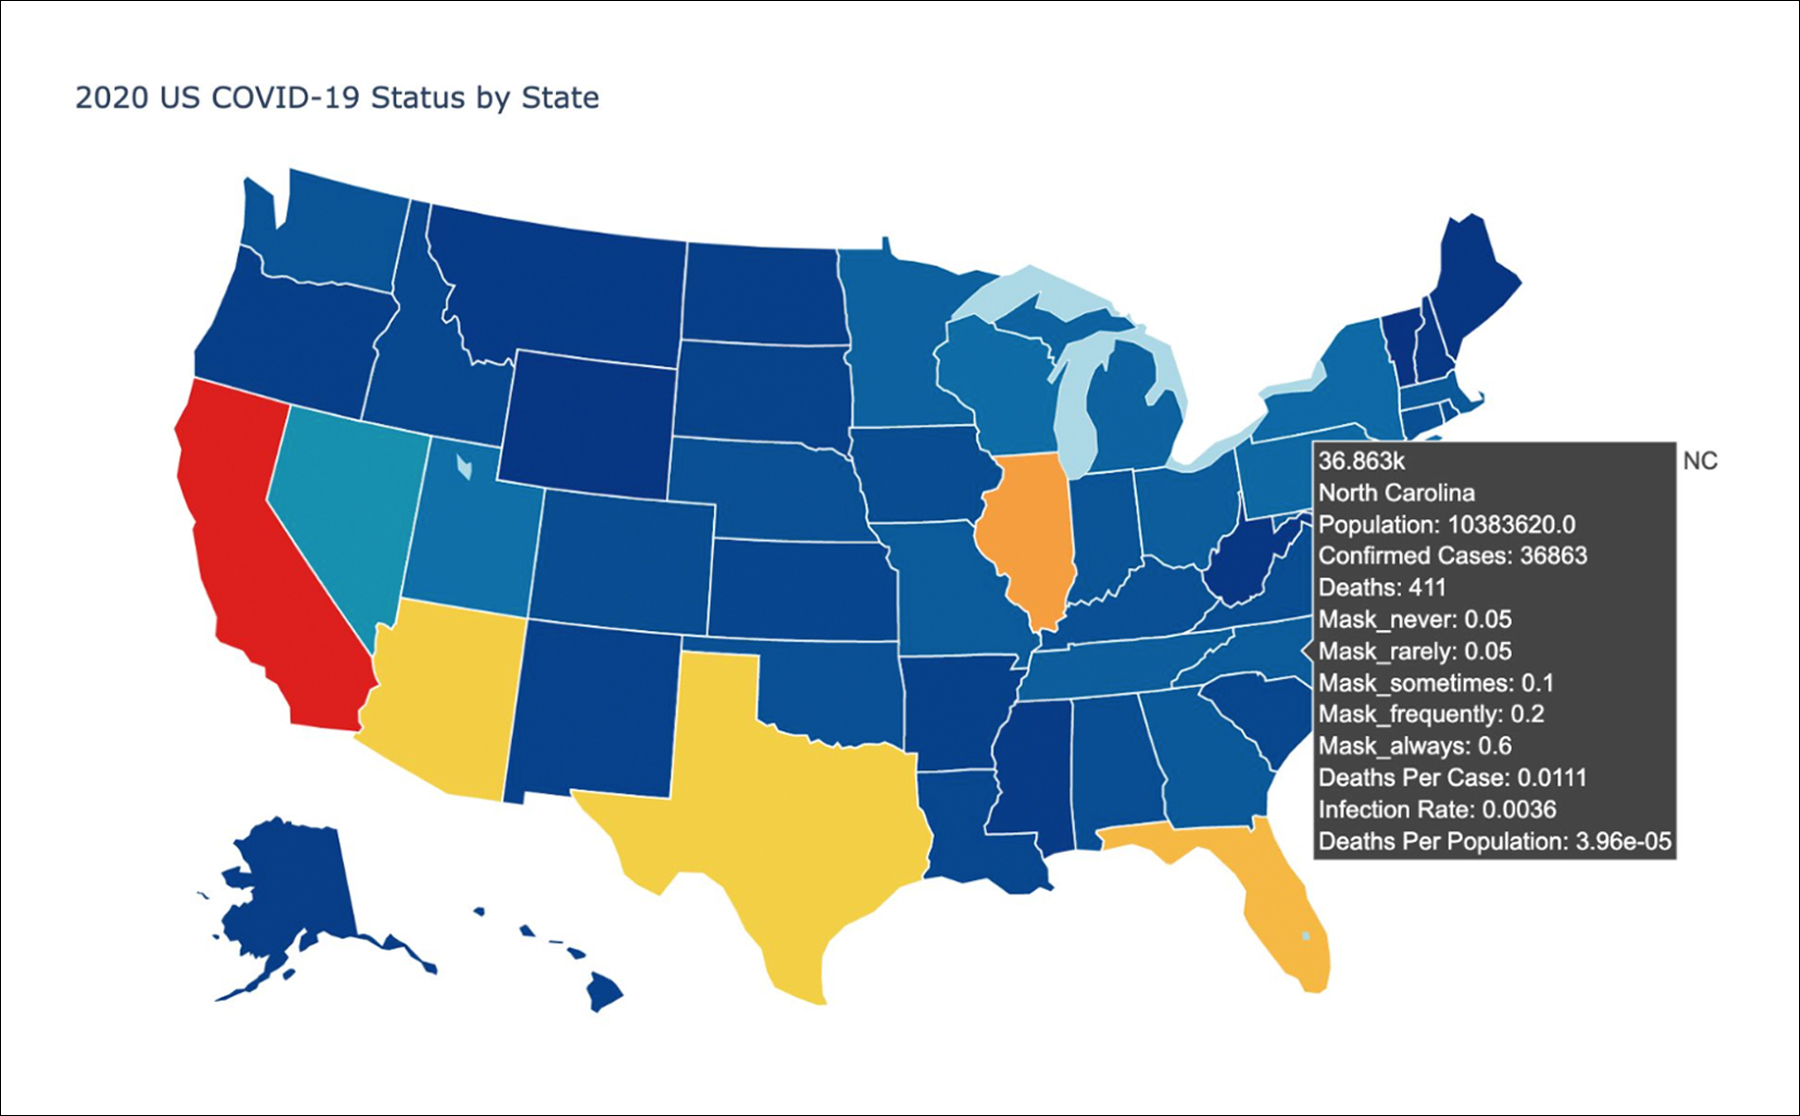 2020 US COVID-19 Status by State
36.863k
NC
North Carolina
Population: 10383620.0
Confirmed Cases: 36863
Deaths: 411
Mask_never: 0.05
Mask_rarely: 0.05
Mask_sometimes: 0.1
Mask_frequently: 0.2
Mask_always: 0.6
Deaths Per Case: 0.0111
Infection Rate: 0.0036
Deaths Per Population: 3.96e-05